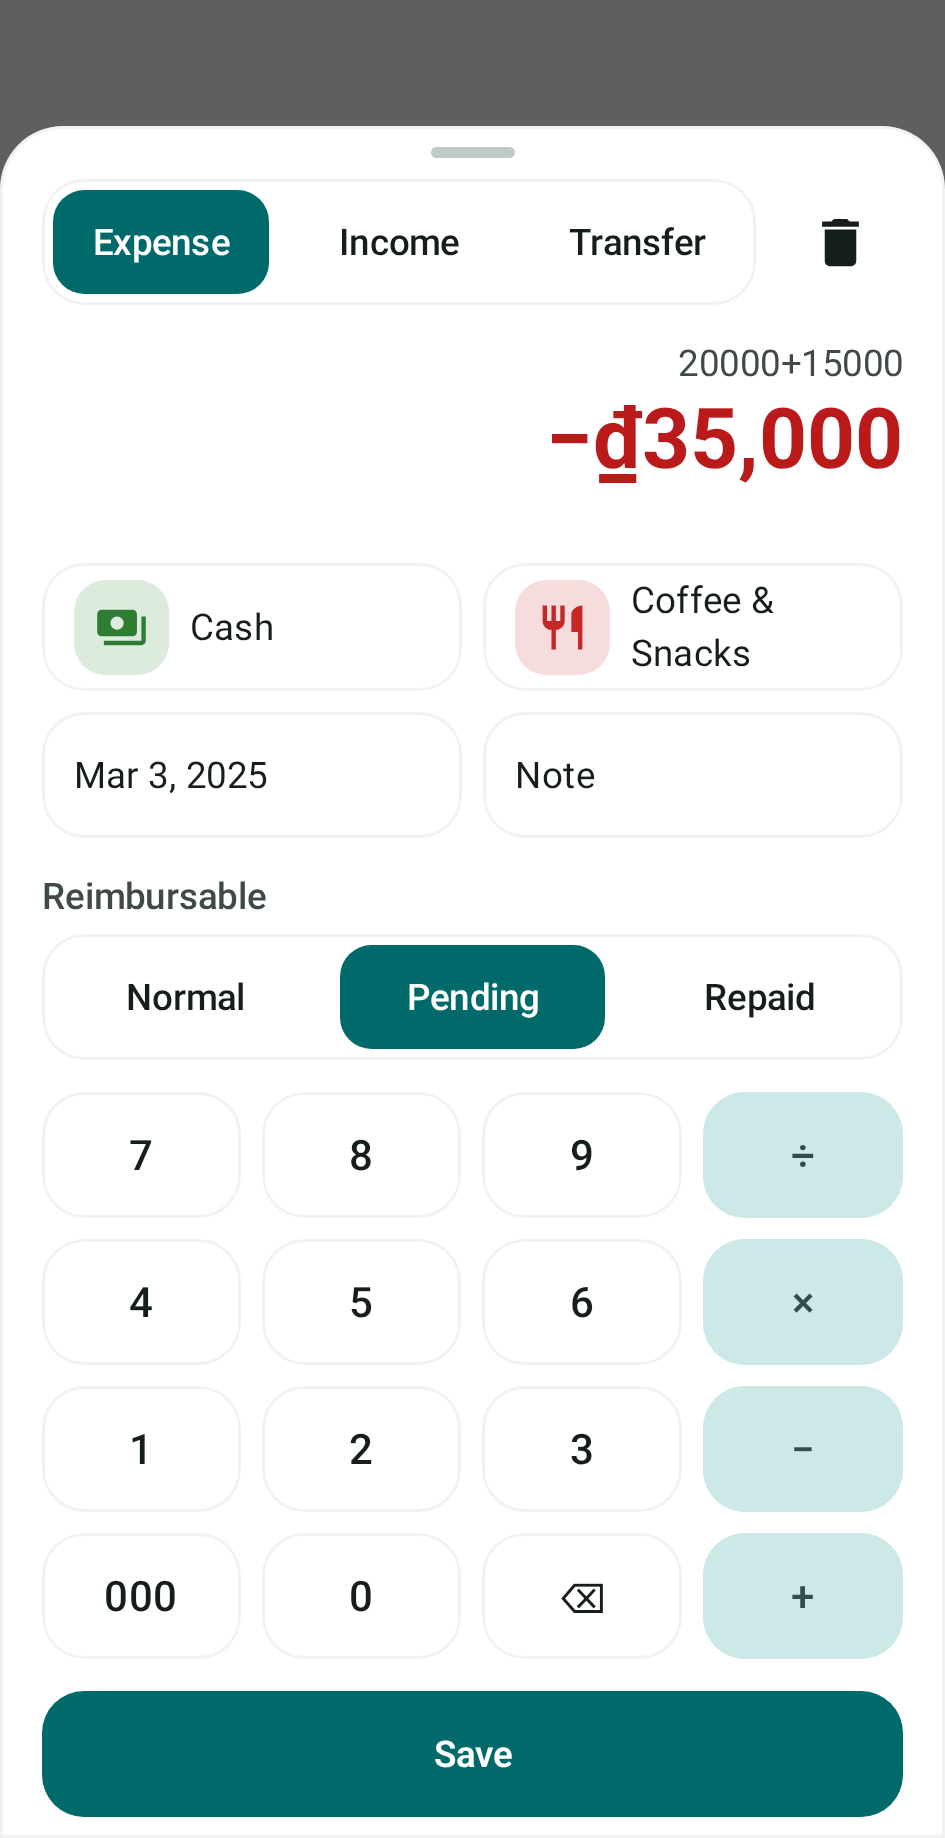 Expense Income Transfer
20000+15000
−₫35,000
Cash
Coffee &
Snacks
Mar 3, 2025
Note
Reimbursable
Normal Pending Repaid
7 8 9 ÷
4 5 6 ×
1 2 3 −
000 0 +
Save